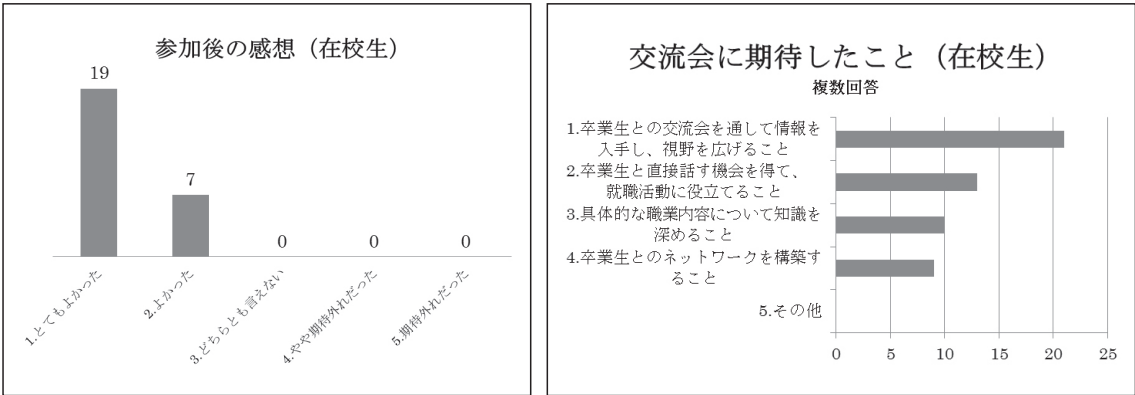 参加後の感想（在校生）
19
7
0
0
0
1.とてもよかった
2.よかった
3.どちらとも言えない
4.やや期待外れだった
5.期待外れだった
交流会に期待したこと（在校生）
複数回答
1.卒業生との交流会を通して情報を
入手し、視野を広げること
2.卒業生と直接話す機会を得て、
就職活動に役立てること
3.具体的な職業内容について知識を
深めること
4.卒業生とのネットワークを構築す
ること
5.その他
0 5 10 15 20 25